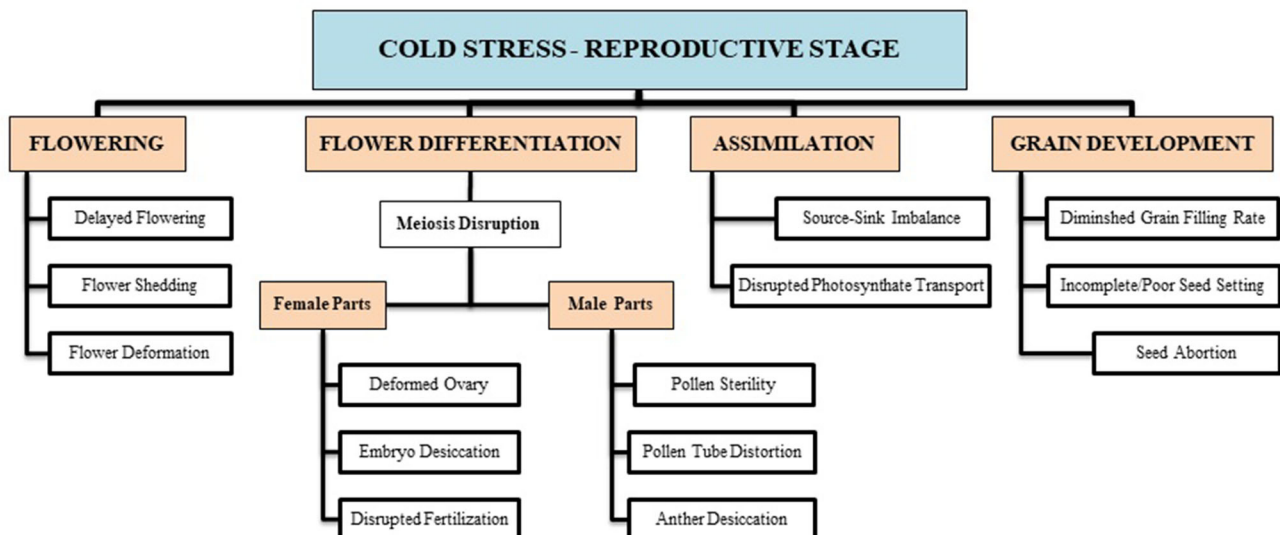 COLD STRESS - REPRODUCTIVE STAGE
FLOWERING
Delayed Flowering
Flower Shedding
Flower Deformation
FLOWER DIFFERENTIATION
Meiosis Disruption
Female Parts
Deformed Ovary
Embryo Desiccation
Disrupted Fertilization
Male Parts
Pollen Sterility
Pollen Tube Distortion
Anther Desiccation
ASSIMILATION
Source-Sink Imbalance
Disrupted Photosynthate Transport
GRAIN DEVELOPMENT
Diminshed Grain Filling Rate
Incomplete/Poor Seed Setting
Seed Abortion